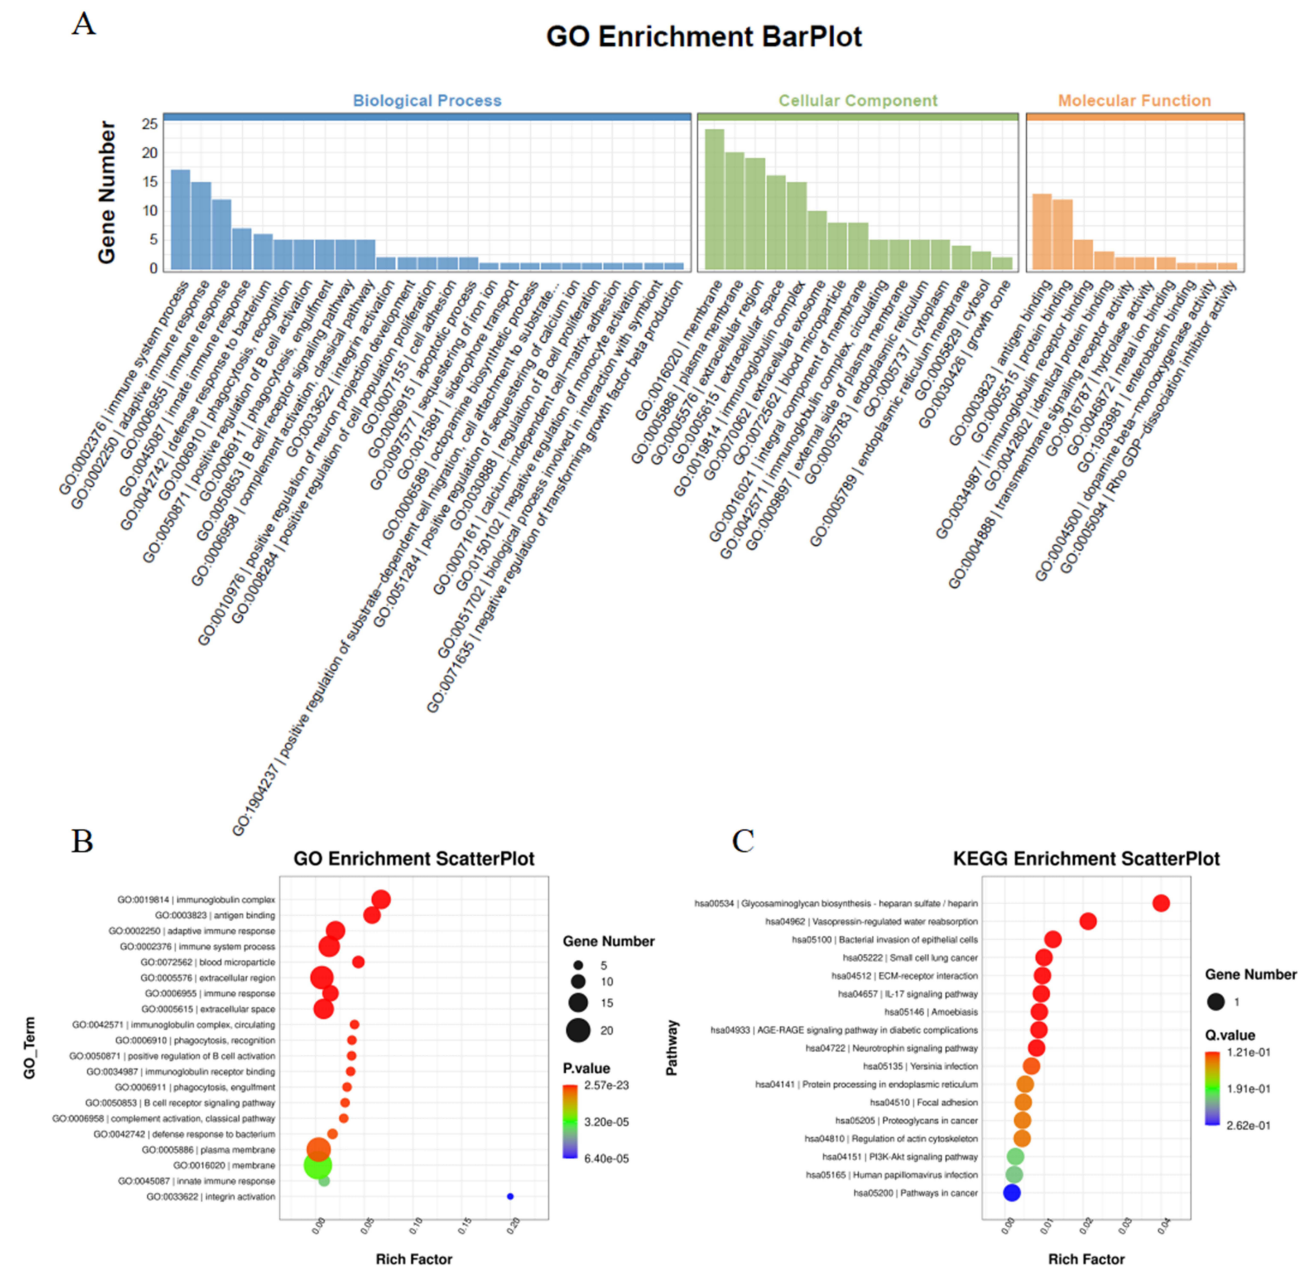 A
GO Enrichment BarPlot
Biological Process
Cellular Component
Molecular Function
Gene Number
25
20
15
10
5
0
GO:0002376 | immune system process
GO:0002250 | adaptive immune response
GO:0006955 | immune response
GO:0045087 | innate immune response
GO:0042742 | defense response to bacterium
GO:0006910 | phagocytosis, recognition
GO:0050871 | positive regulation of B cell activation
GO:0006911 | phagocytosis, engulfment
GO:0050853 | B cell receptor signaling pathway
GO:0006958 | complement activation, classical pathway
GO:0033622 | integrin activation
GO:0010976 | positive regulation of neuron projection development
GO:0008284 | positive regulation of cell population proliferation
GO:0007155 | cell adhesion
GO:0006915 | apoptotic process
GO:0097577 | sequestering of iron ion
GO:0015891 | siderophore transport
GO:0006589 | octopamine biosynthetic process
GO:1904237 | positive regulation of substrate-dependent cell migration, cell attachment to substrate...
GO:0051284 | positive regulation of sequestering of calcium ion
GO:0030888 | regulation of B cell proliferation
GO:0007161 | calcium-independent cell-matrix adhesion
GO:0150102 | negative regulation of monocyte activation
GO:0051702 | biological process involved in interaction with symbiont
GO:0071635 | negative regulation of transforming growth factor beta production
GO:0016020 | membrane
GO:0005886 | plasma membrane
GO:0005576 | extracellular region
GO:0005615 | extracellular space
GO:0019814 | immunoglobulin complex
GO:0070062 | extracellular exosome
GO:0072562 | blood microparticle
GO:0016021 | integral component of membrane
GO:0042571 | immunoglobulin complex, circulating
GO:0009897 | external side of plasma membrane
GO:0005783 | endoplasmic reticulum
GO:0005737 | cytoplasm
GO:0005789 | endoplasmic reticulum membrane
GO:0005829 | cytosol
GO:0030426 | growth cone
GO:0003823 | antigen binding
GO:0005515 | protein binding
GO:0034987 | immunoglobulin receptor binding
GO:0042802 | identical protein binding
GO:0004888 | transmembrane signaling receptor activity
GO:0016787 | hydrolase activity
GO:0046872 | metal ion binding
GO:1903981 | enterobactin binding
GO:0004500 | dopamine beta-monooxygenase activity
GO:0005094 | Rho GDP-dissociation inhibitor activity
B
GO Enrichment ScatterPlot
GO_Term
GO:0019814 | immunoglobulin complex
GO:0003823 | antigen binding
GO:0002250 | adaptive immune response
GO:0002376 | immune system process
GO:0072562 | blood microparticle
GO:0005576 | extracellular region
GO:0006955 | immune response
GO:0005615 | extracellular space
GO:0042571 | immunoglobulin complex, circulating
GO:0006910 | phagocytosis, recognition
GO:0050871 | positive regulation of B cell activation
GO:0034987 | immunoglobulin receptor binding
GO:0006911 | phagocytosis, engulfment
GO:0050853 | B cell receptor signaling pathway
GO:0006958 | complement activation, classical pathway
GO:0042742 | defense response to bacterium
GO:0005886 | plasma membrane
GO:0016020 | membrane
GO:0045087 | innate immune response
GO:0033622 | integrin activation
0.00
0.05
0.10
0.15
0.20
Rich Factor
Gene Number
5
10
15
20
P.value
2.57e-23
3.20e-05
6.40e-05
C
KEGG Enrichment ScatterPlot
Pathway
hsa00534 | Glycosaminoglycan biosynthesis - heparan sulfate / heparin
hsa04962 | Vasopressin-regulated water reabsorption
hsa05100 | Bacterial invasion of epithelial cells
hsa05222 | Small cell lung cancer
hsa04512 | ECM-receptor interaction
hsa04657 | IL-17 signaling pathway
hsa05146 | Amoebiasis
hsa04933 | AGE-RAGE signaling pathway in diabetic complications
hsa04722 | Neurotrophin signaling pathway
hsa05135 | Yersinia infection
hsa04141 | Protein processing in endoplasmic reticulum
hsa04510 | Focal adhesion
hsa05205 | Proteoglycans in cancer
hsa04810 | Regulation of actin cytoskeleton
hsa04151 | PI3K-Akt signaling pathway
hsa05165 | Human papillomavirus infection
hsa05200 | Pathways in cancer
0.00
0.01
0.02
0.03
0.04
Rich Factor
Gene Number
1
Q.value
1.21e-01
1.91e-01
2.62e-01